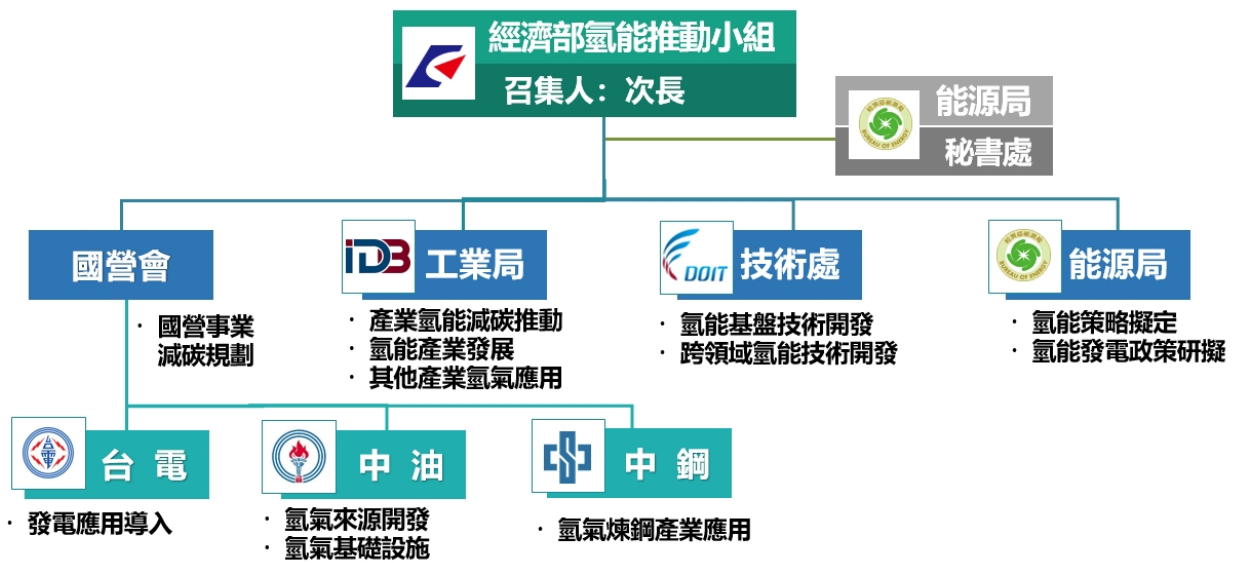 經濟部氫能推動小組
召集人：次長
能源局
秘書處
國營會
· 國營事業
減碳規劃
iDB 工業局
· 產業氫能減碳推動
· 氫能產業發展
· 其他產業氫氣應用
DOIT 技術處
· 氫能基盤技術開發
· 跨領域氫能技術開發
能源局
· 氫能策略擬定
· 氫能發電政策研擬
台電
· 發電應用導入
中油
· 氫氣來源開發
· 氫氣基礎設施
中鋼
· 氫氣煉鋼產業應用